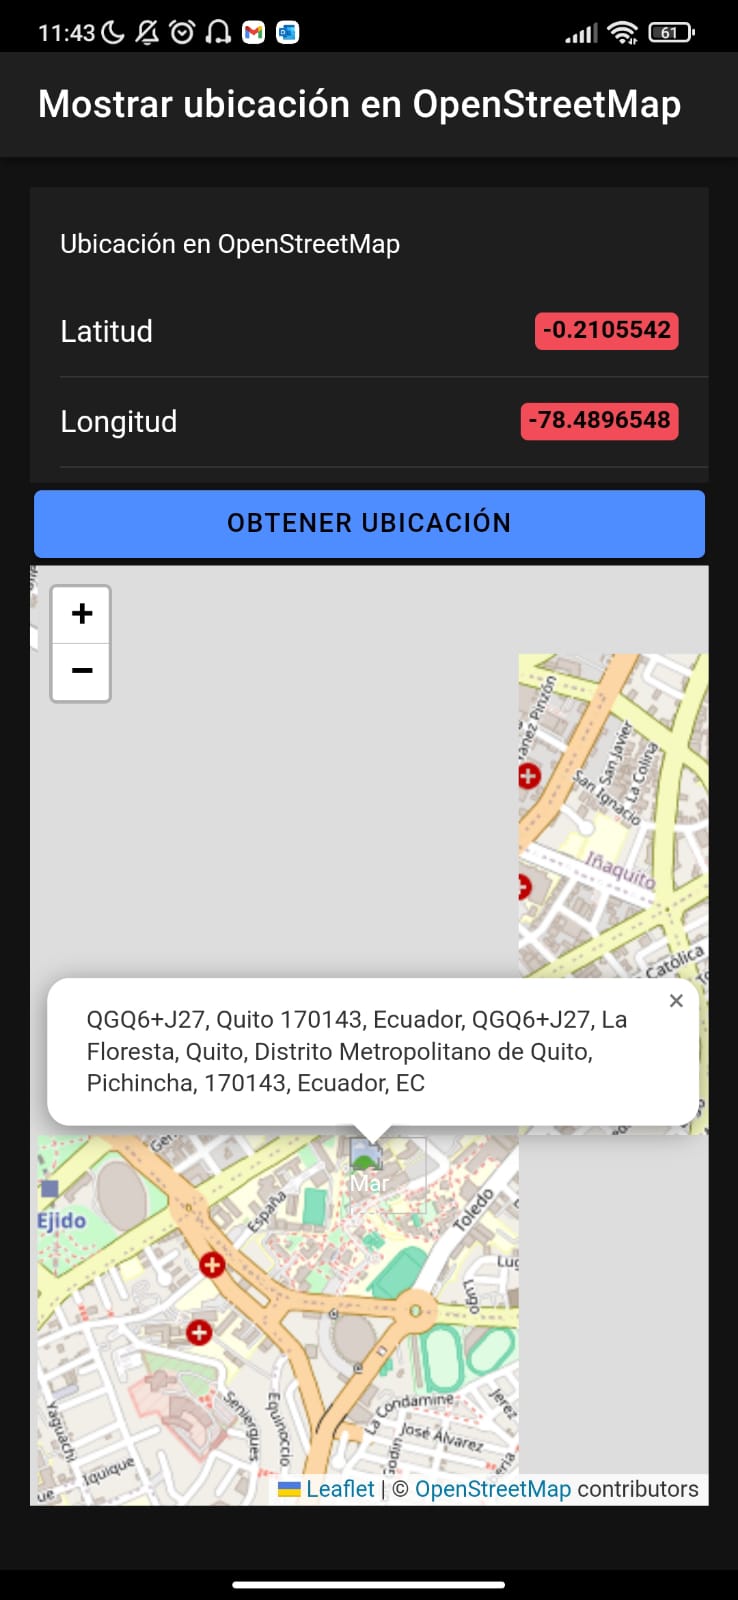 11:43
61
Mostrar ubicación en OpenStreetMap
Ubicación en OpenStreetMap
Latitud
-0.2105542
Longitud
-78.4896548
OBTENER UBICACIÓN
+
−
San Javier
La Colina
San Ignacio
Iñaquito
Católica
QGQ6+J27, Quito 170143, Ecuador, QGQ6+J27, La
Floresta, Quito, Distrito Metropolitano de Quito,
Pichincha, 170143, Ecuador, EC
×
Mar
España
Toledo
Ejido
Lugo
Yaguachi
Iquique
Seniergues
Equinoccio
La Condamine
José Álvarez
Jerez
Leaflet | © OpenStreetMap contributors